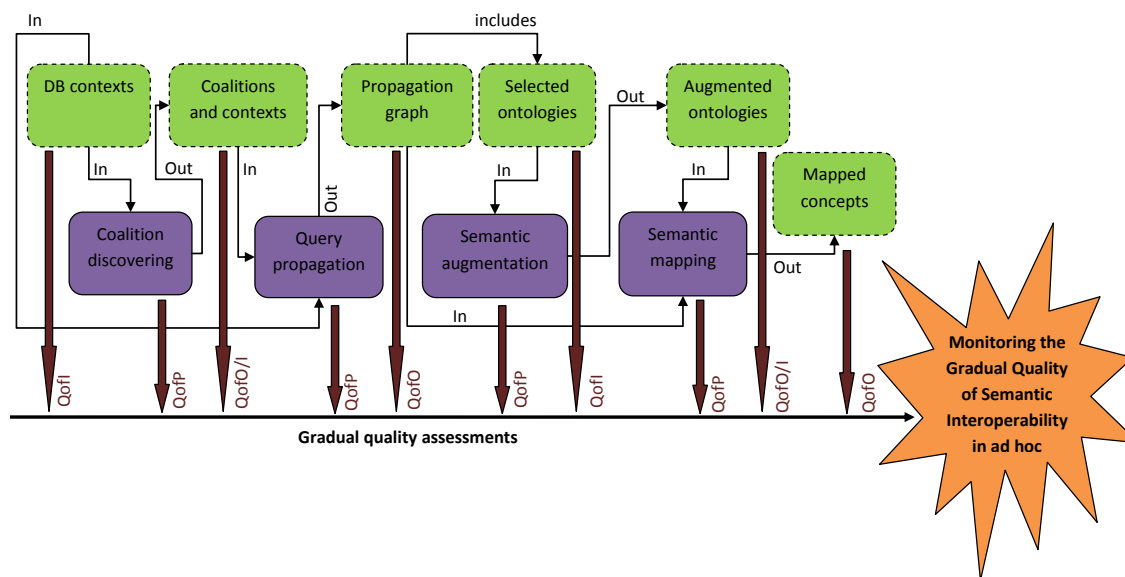 In
includes
DB contexts
Coalitions
and contexts
Propagation
graph
Selected
ontologies
Augmented
ontologies
Out
In
Out
In
Out
In
In
Mapped
concepts
Coalition
discovering
Query
propagation
Semantic
augmentation
Semantic
mapping
Out
In
QofI
QofP
QofO/I
QofP
QofO
QofP
QofI
QofP
QofO/I
QofO
Gradual quality assessments
Monitoring the
Gradual Quality
of Semantic
Interoperability
in ad hoc